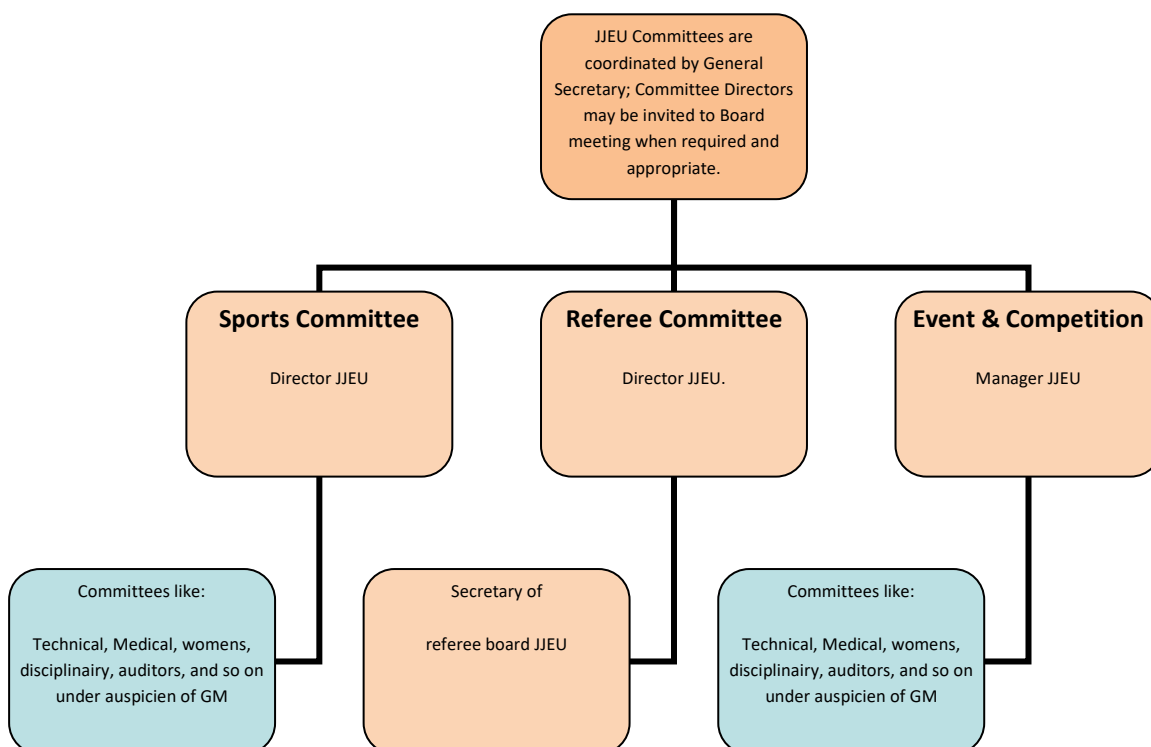 JJEU Committees are
coordinated by General
Secretary; Committee Directors
may be invited to Board
meeting when required and
appropriate.
Sports Committee
Director JJEU
Referee Committee
Director JJEU.
Event & Competition
Manager JJEU
Committees like:
Technical, Medical, womens,
disciplinairy, auditors, and so on
under auspicien of GM
Secretary of
referee board JJEU
Committees like:
Technical, Medical, womens,
disciplinairy, auditors, and so on
under auspicien of GM